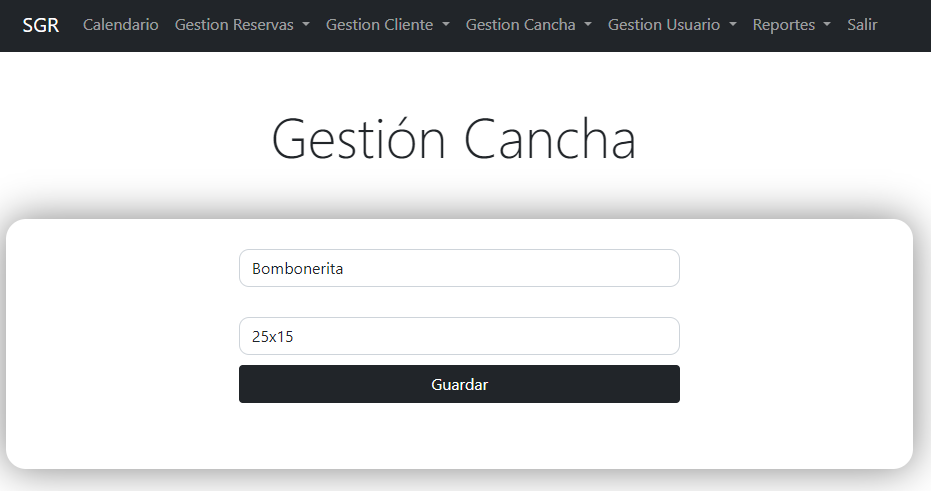 SGR Calendario Gestion Reservas Gestion Cliente Gestion Cancha Gestion Usuario Reportes Salir
Gestión Cancha
Bombonerita
25x15
Guardar